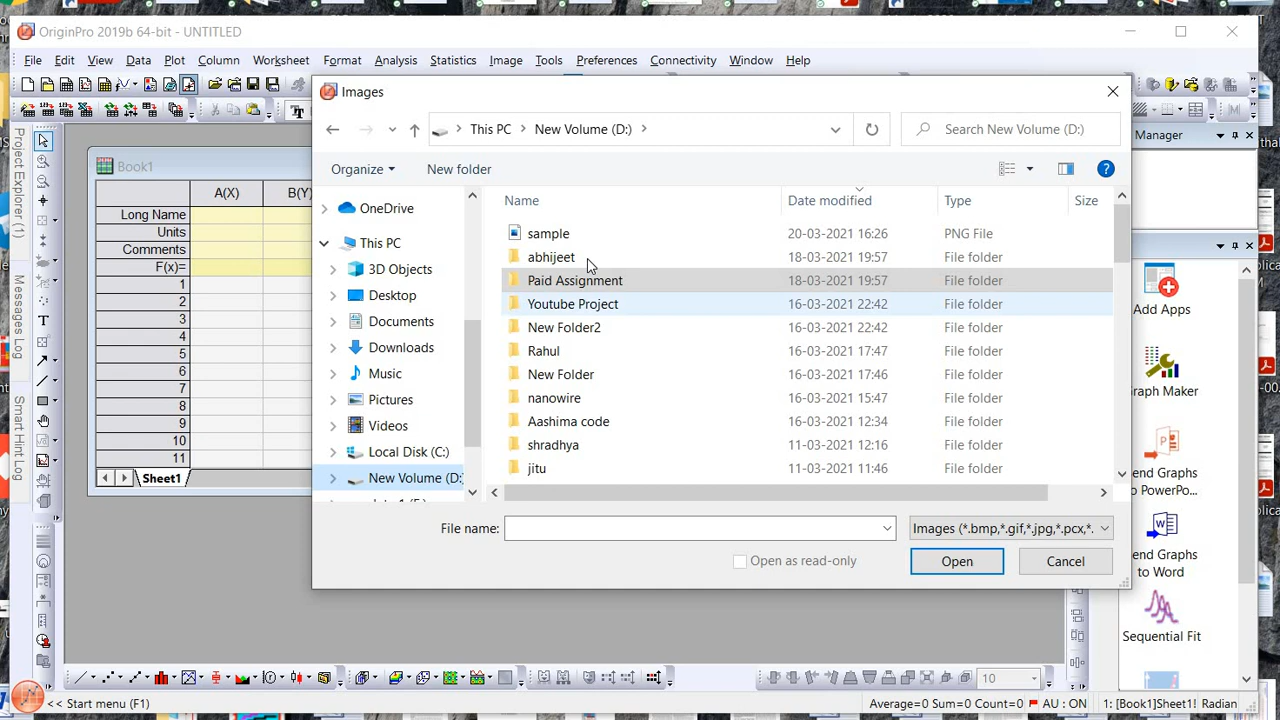 OriginPro 2019b 64-bit - UNTITLED
File Edit View Data Plot Column Worksheet Format Analysis Statistics Image Tools Preferences Connectivity Window Help
Images
This PC > New Volume (D:) >
Search New Volume (D:)
Manager
Organize
New folder
Project Explorer (1)
Messages Log
Smart Hint Log
Book1
A(X) B(Y)
Long Name
Units
Comments
F(x)=
1
2
3
4
5
6
7
8
9
10
11
Sheet1
OneDrive
This PC
3D Objects
Desktop
Documents
Downloads
Music
Pictures
Videos
Local Disk (C:)
New Volume (D:
Name Date modified Type Size
sample 20-03-2021 16:26 PNG File
abhijeet 18-03-2021 19:57 File folder
Paid Assignment 18-03-2021 19:57 File folder
Youtube Project 16-03-2021 22:42 File folder
New Folder2 16-03-2021 22:42 File folder
Rahul 16-03-2021 17:47 File folder
New Folder 16-03-2021 17:46 File folder
nanowire 16-03-2021 15:47 File folder
Aashima code 16-03-2021 12:34 File folder
shradhya 11-03-2021 12:16 File folder
jitu 11-03-2021 11:46 File folder
File name:
Images (*.bmp,*.gif,*.jpg,*.pcx,*.
Open as read-only
Open
Cancel
Add Apps
Graph Maker
end Graphs
to PowerPo...
end Graphs
to Word
Sequential Fit
10
<< Start menu (F1)
Average=0 Sum=0 Count=0 AU : ON 1: [Book1]Sheet1! Radian